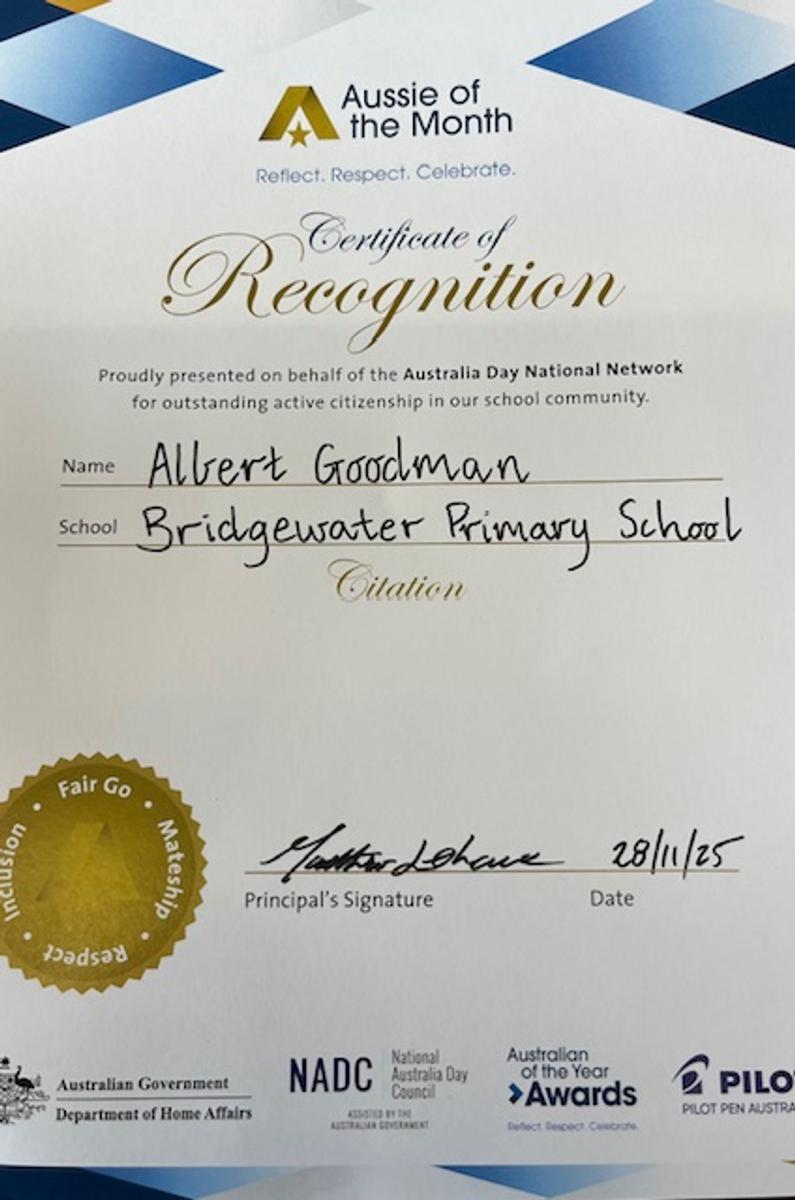 Aussie of
the Month
Reflect. Respect. Celebrate.
Certificate of
Recognition
Proudly presented on behalf of the Australia Day National Network
for outstanding active citizenship in our school community.
Name Albert Goodman
School Bridgewater Primary School
Citation
Fair Go • Mateship • Respect • Inclusion •
28/11/25
Principal's Signature Date
Australian Government
Department of Home Affairs
NADC
National
Australia Day
Council
ASSISTED BY THE
AUSTRALIAN GOVERNMENT
Australian
of the Year
Awards
Reflect. Respect. Celebrate.
PILO
PILOT PEN AUSTRA